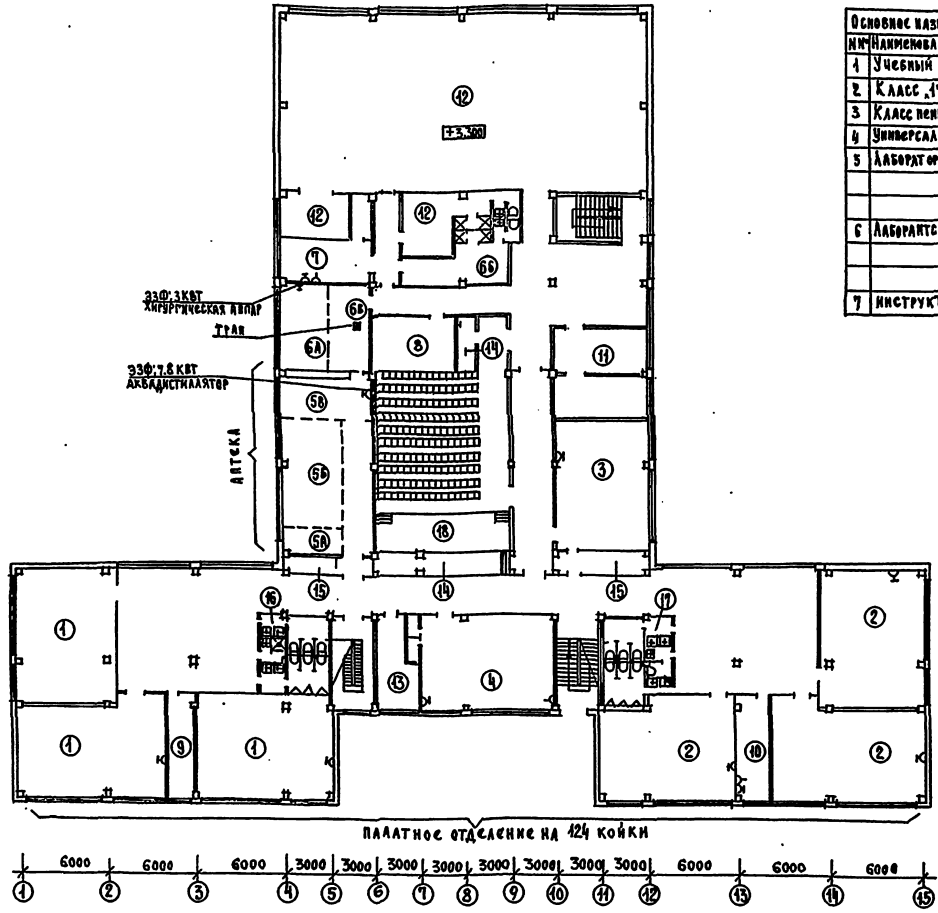 Основное наз
NN Наименова
1 Учебный
2 Класс „1
3 Класс нем
4 Универсал
5 Лаборатор
6 Лаборантс
7 Инструкт
12
+3,300
12
12
7
6Б
ЭЗФ; 3 кВт
хирургическая аппар
трап
6В
6А
8
14
11
ЭЗФ; 7.8 кВт
аквадистиллятор
5В
аптека
5Б
3
5А
18
15
14
15
1
16
17
2
13
4
1
9
1
2
10
2
палатное отделение на 124 койки
6000 6000 6000 3000 3000 3000 3000 3000 3000 3000 3000 6000 6000 6000
1 2 3 4 5 6 7 8 9 10 11 12 13 14 15